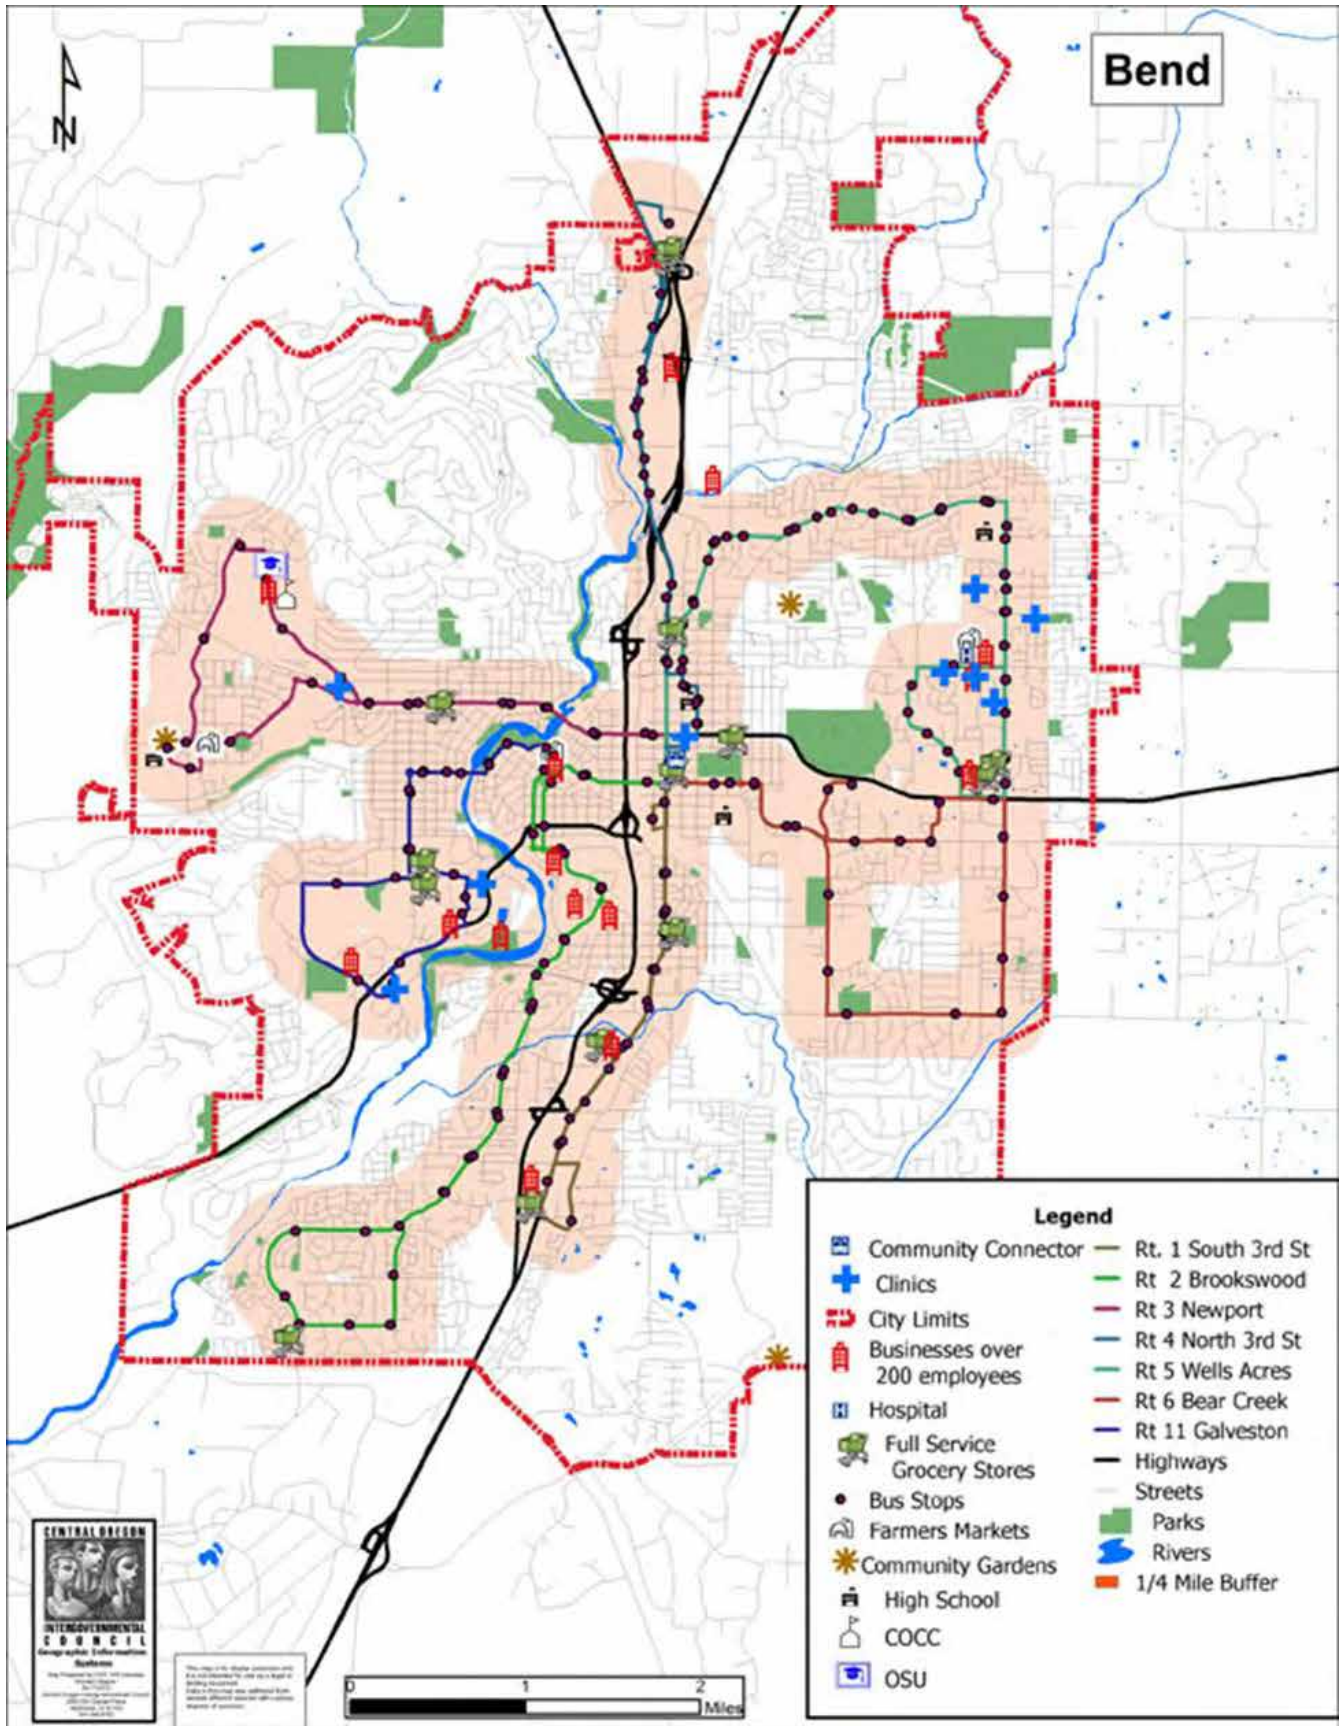 Bend
N
Legend
Community Connector
Clinics
City Limits
Businesses over
200 employees
H Hospital
Full Service
Grocery Stores
Bus Stops
Farmers Markets
Community Gardens
High School
COCC
OSU
Rt. 1 South 3rd St
Rt 2 Brookswood
Rt 3 Newport
Rt 4 North 3rd St
Rt 5 Wells Acres
Rt 6 Bear Creek
Rt 11 Galveston
Highways
Streets
Parks
Rivers
1/4 Mile Buffer
CENTRAL OREGON
INTERGOVERNMENTAL
COUNCIL
Geographic Information
Systems
0 1 2
Miles